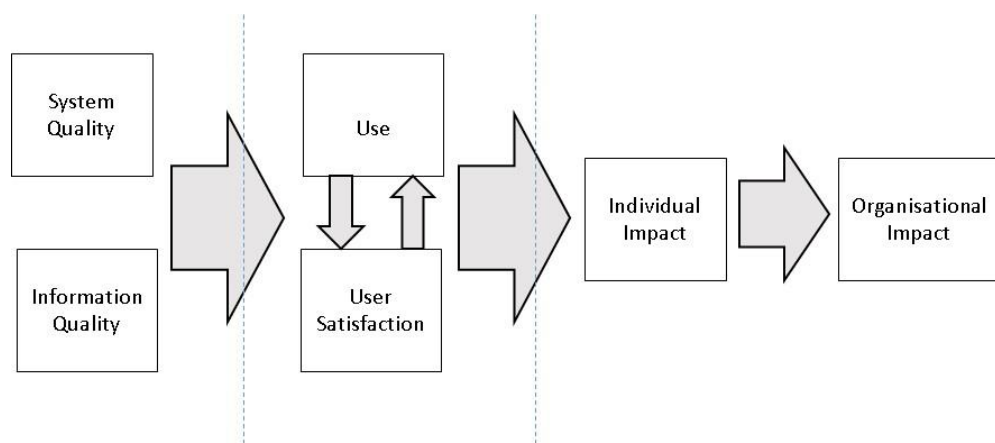 System
Quality
Use
Information
Quality
User
Satisfaction
Individual
Impact
Organisational
Impact